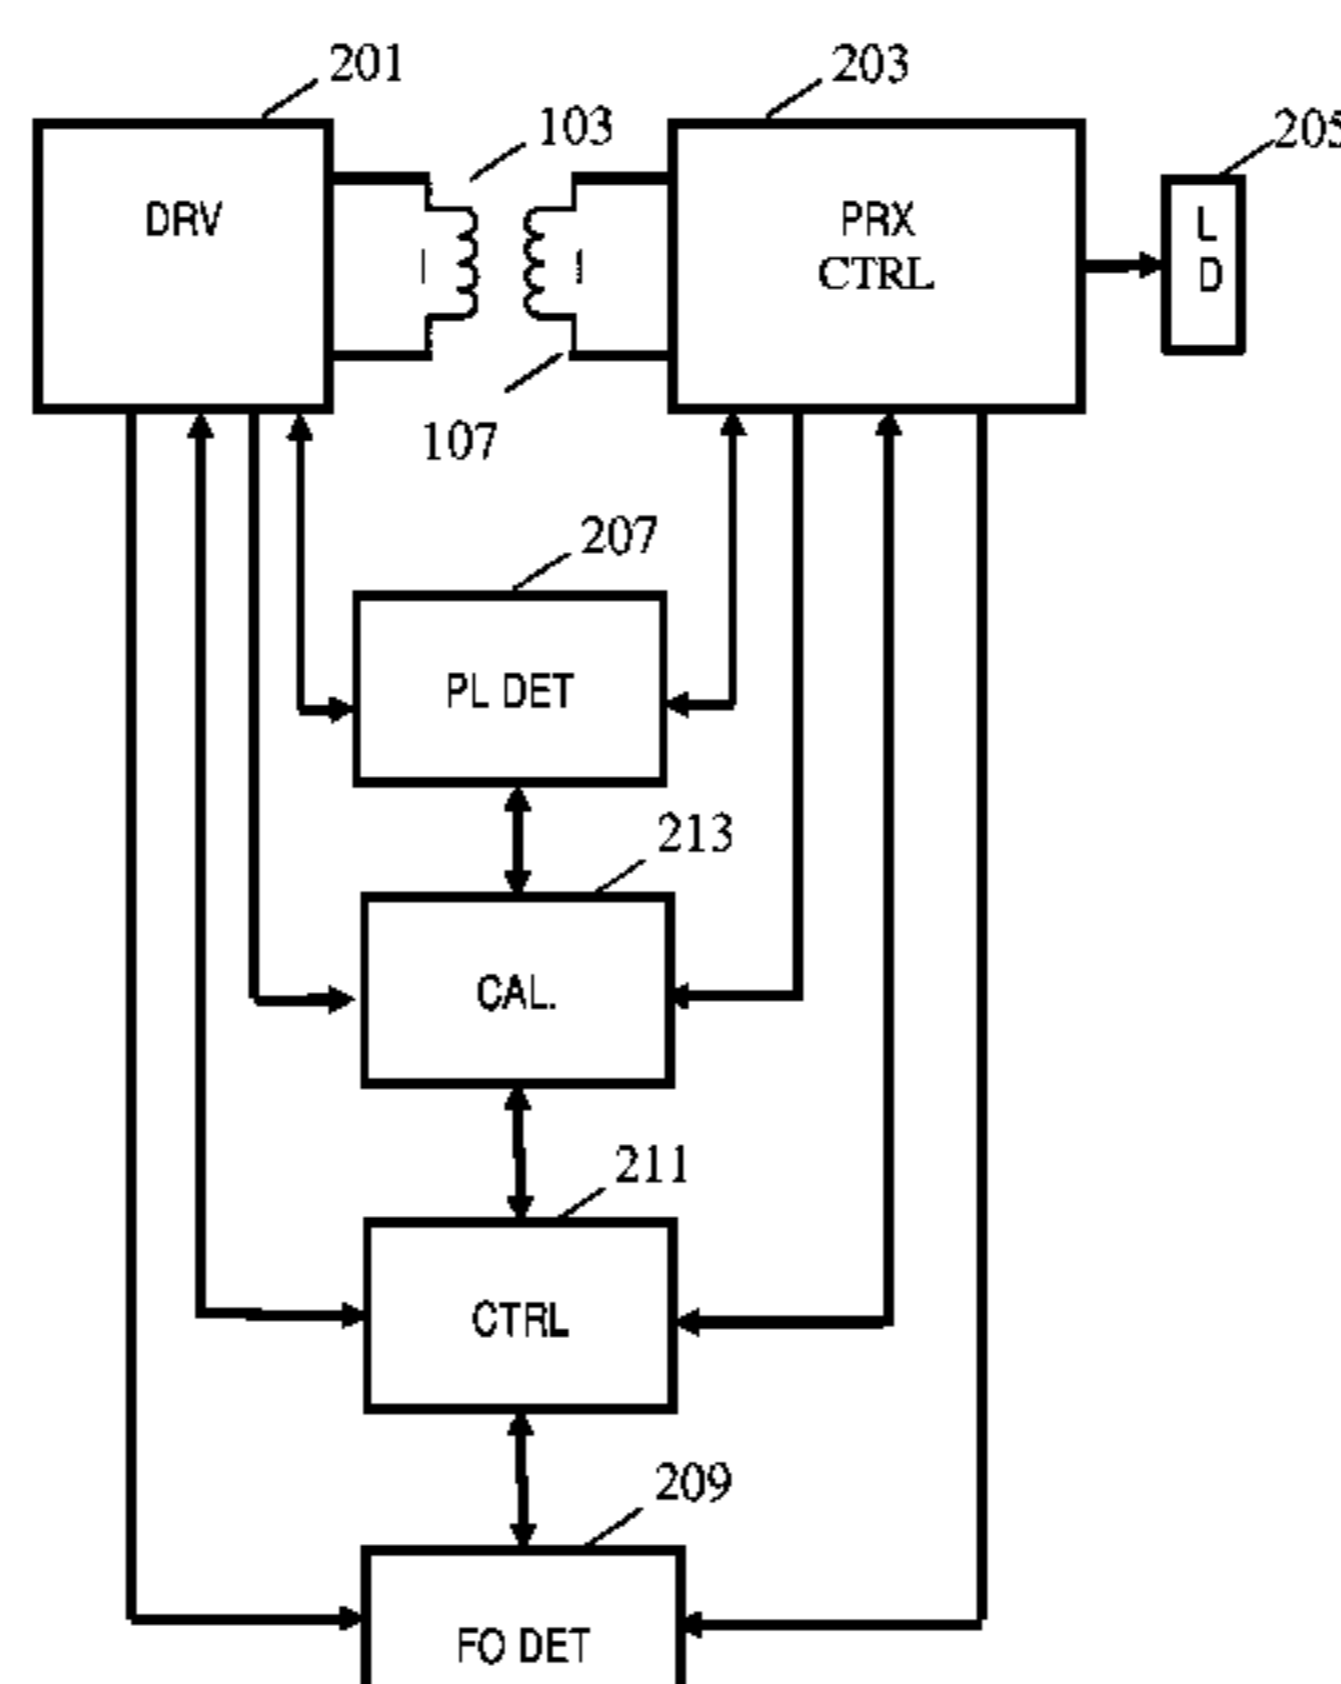 201
203
103
205
DRV
PRX
CTRL
L
D
107
207
PL DET
213
CAL.
211
CTRL
209
FO DET